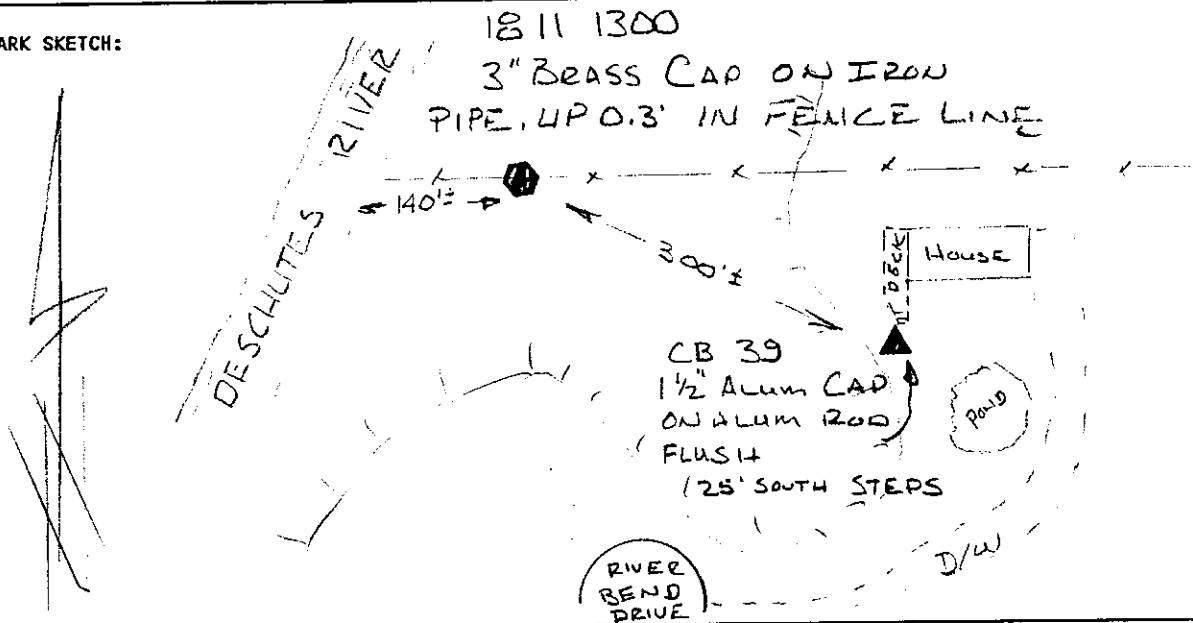 ARK SKETCH:
18 11 1300
3" BRASS CAP ON IRON
PIPE, UP 0.3' IN FENCE LINE
DESCHUTES RIVER
140'±
300'±
DECK
HOUSE
CB 39
1½" ALUM CAP
ON ALUM ROD
FLUSH
125' SOUTH STEPS
POND
D/W
RIVER
BEND
DRIVE